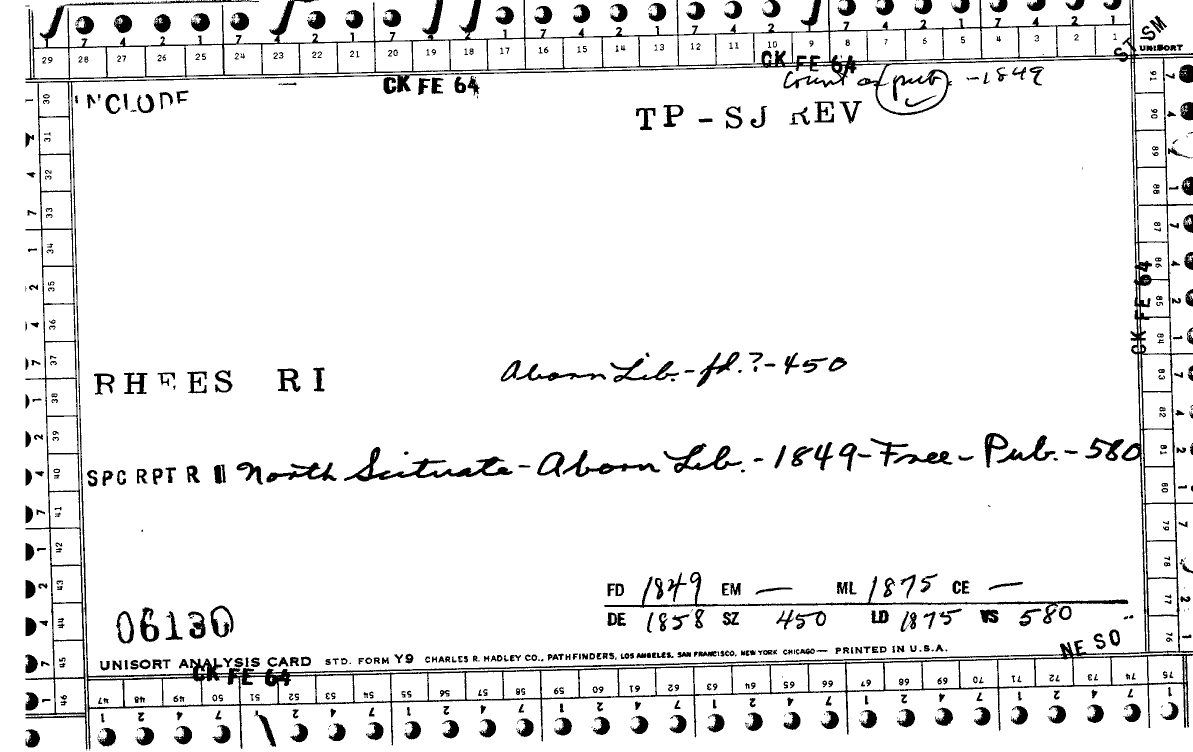 7 4 2 1 7 2 1 7 1 7 4 2 1 7 4 2 1 7 4 2 1 7 4 2 1
29 28 27 26 25 24 23 22 21 20 19 18 17 16 15 14 13 12 11 10 9 8 7 6 5 4 3 2 1
ST SM
UNISORT
CK FE 64
CK FE 64
Count as pub. -1849
INCLUDE
TP-SJ REV
RHEES RI
Aborn Lib.-fd.?-450
SPC RPT R I North Scituate-Aborn Lib.-1849-Free-Pub.-580
FD 1849 EM — ML 1875 CE —
DE 1858 SZ 450 LD 1875 VS 580
06130
NE SO
UNISORT ANALYSIS CARD STD. FORM Y9 CHARLES R. HADLEY CO., PATHFINDERS, LOS ANGELES, SAN FRANCISCO, NEW YORK CHICAGO— PRINTED IN U.S.A.
CK FE 64
CK FE 64
30 31 32 33 34 35 36 37 38 39 40 41 42 43 44 45 46
91 90 89 88 87 86 85 84 83 82 81 80 79 78 77 76
47 48 49 50 51 52 53 54 55 56 57 58 59 60 61 62 63 64 65 66 67 68 69 70 71 72 73 74 75